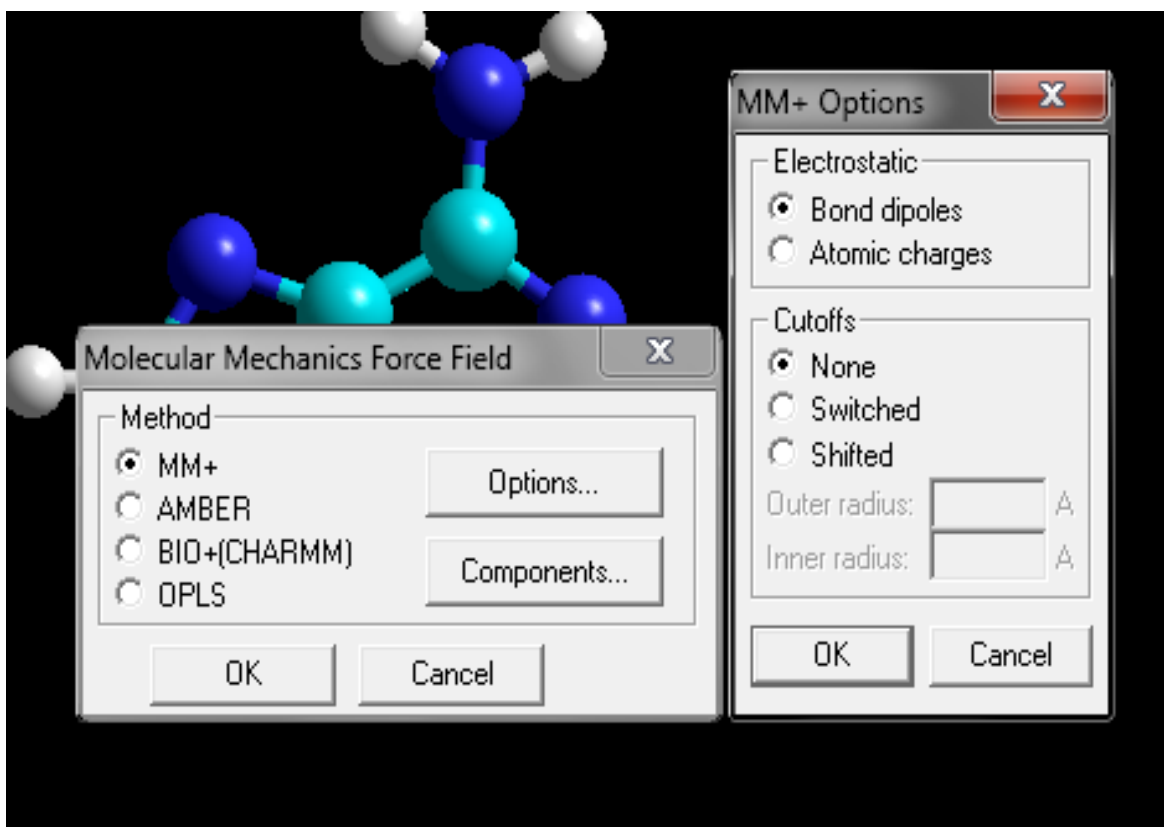 Molecular Mechanics Force Field
Method
MM+
AMBER
BIO+(CHARMM)
OPLS
Options...
Components...
OK
Cancel
MM+ Options
Electrostatic
Bond dipoles
Atomic charges
Cutoffs
None
Switched
Shifted
Outer radius: A
Inner radius: A
OK
Cancel